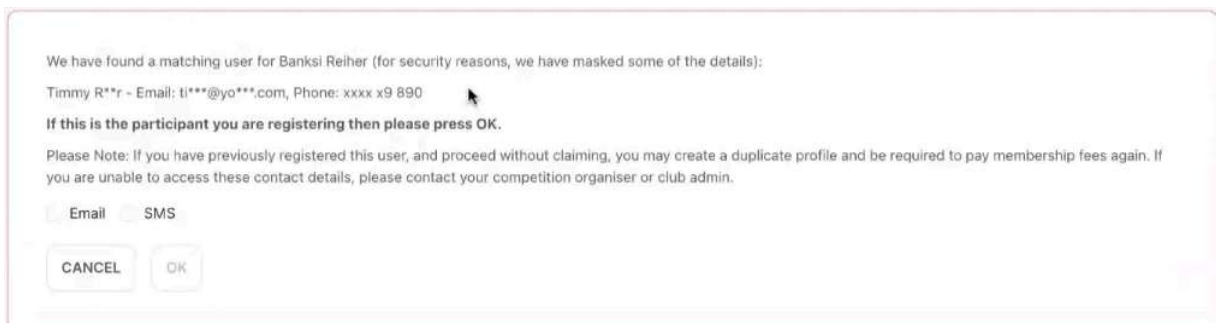 We have found a matching user for Banksi Reiher (for security reasons, we have masked some of the details):
Timmy R**r - Email: ti***@yo***.com, Phone: xxxx x9 890
If this is the participant you are registering then please press OK.
Please Note: If you have previously registered this user, and proceed without claiming, you may create a duplicate profile and be required to pay membership fees again. If
you are unable to access these contact details, please contact your competition organiser or club admin.
Email SMS
CANCEL OK